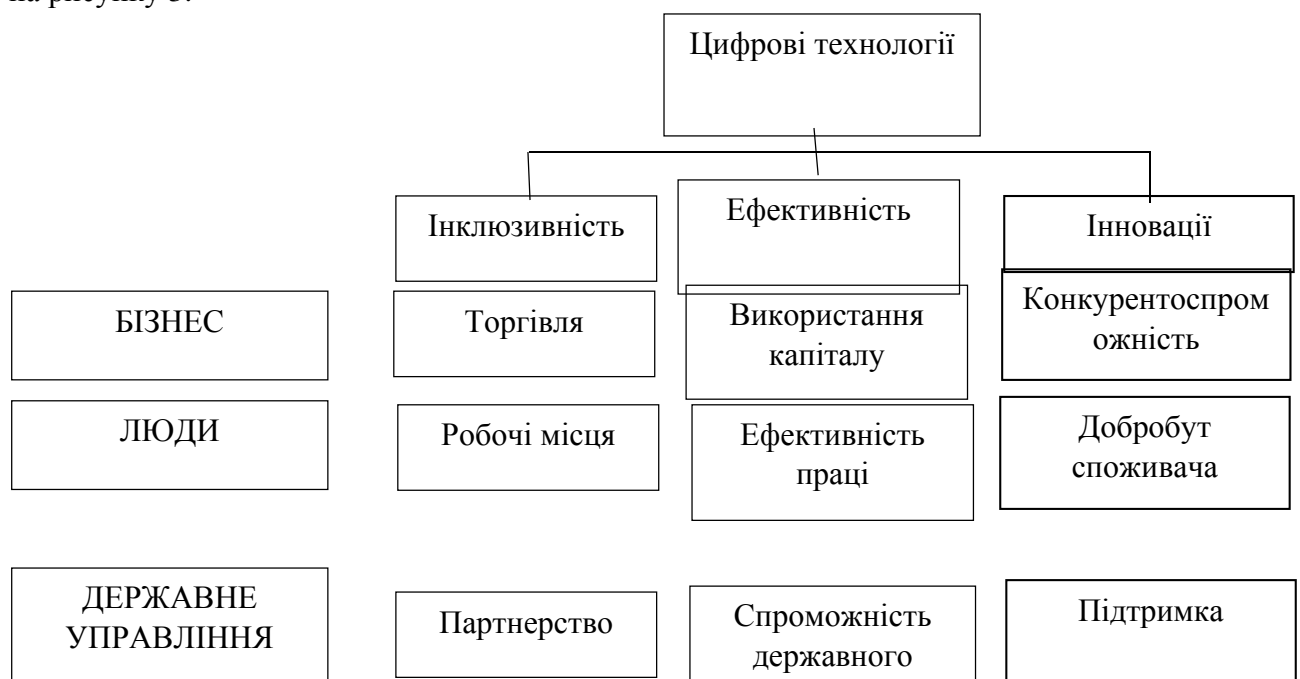 на рисунку 3.
Цифрові технології
Інклюзивність
Ефективність
Інновації
БІЗНЕС
Торгівля
Використання
капіталу
Конкурентоспром
ожність
ЛЮДИ
Робочі місця
Ефективність
праці
Добробут
споживача
ДЕРЖАВНЕ
УПРАВЛІННЯ
Партнерство
Спроможність
державного
Підтримка